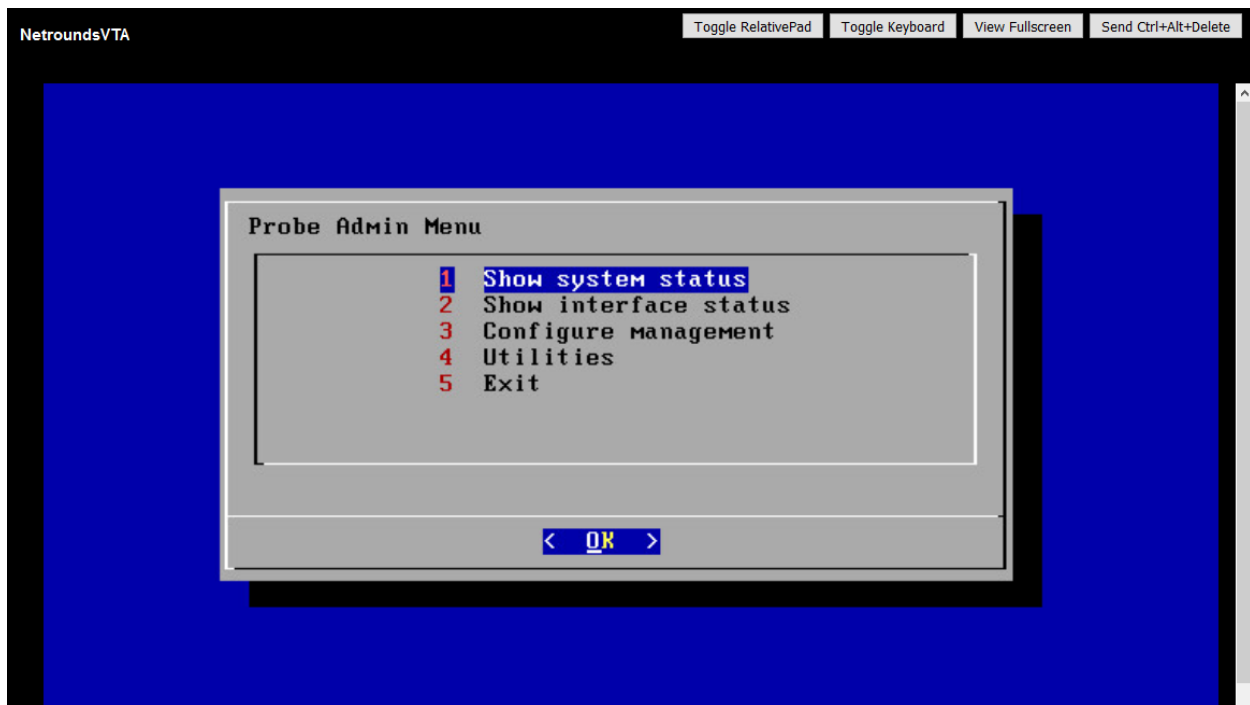 NetroundsVTA
Toggle RelativePad Toggle Keyboard View Fullscreen Send Ctrl+Alt+Delete
Probe Admin Menu
1 Show system status
2 Show interface status
3 Configure management
4 Utilities
5 Exit
< OK >